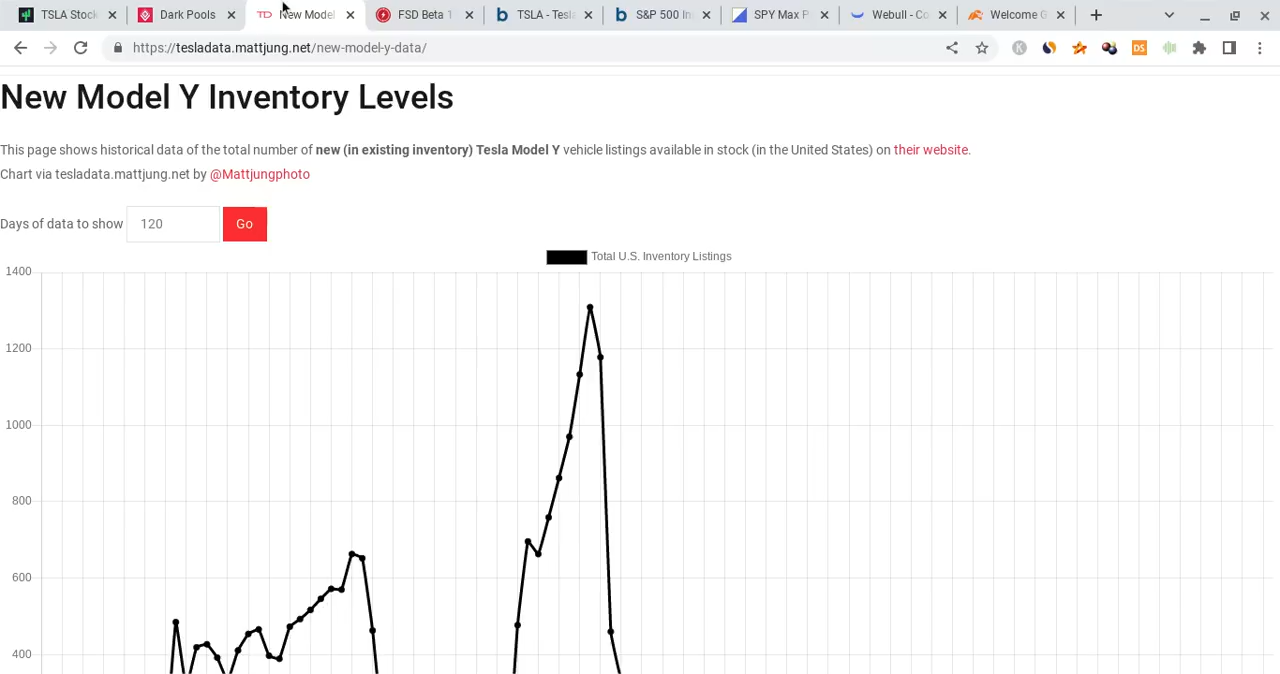 TSLA Stock
Dark Pools
TD New Model
FSD Beta 1
TSLA - Tesla
S&P 500 In
SPY Max P
Webull - Co
Welcome G
https://tesladata.mattjung.net/new-model-y-data/
New Model Y Inventory Levels
This page shows historical data of the total number of new (in existing inventory) Tesla Model Y vehicle listings available in stock (in the United States) on their website.
Chart via tesladata.mattjung.net by @Mattjungphoto
Days of data to show 120 Go
Total U.S. Inventory Listings
1400
1200
1000
800
600
400